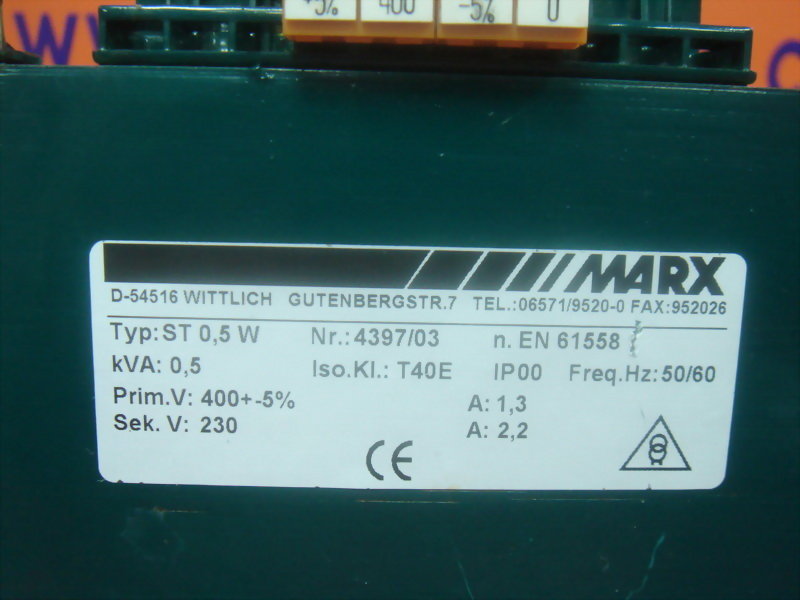 +5% 400 -5% 0
MARX
D-54516 WITTLICH GUTENBERGSTR.7 TEL.:06571/9520-0 FAX:952026
Typ: ST 0,5 W Nr.: 4397/03 n. EN 61558
kVA: 0,5 Iso.Kl.: T40E IP00 Freq.Hz: 50/60
Prim.V: 400+-5% A: 1,3
Sek. V: 230 A: 2,2
CE